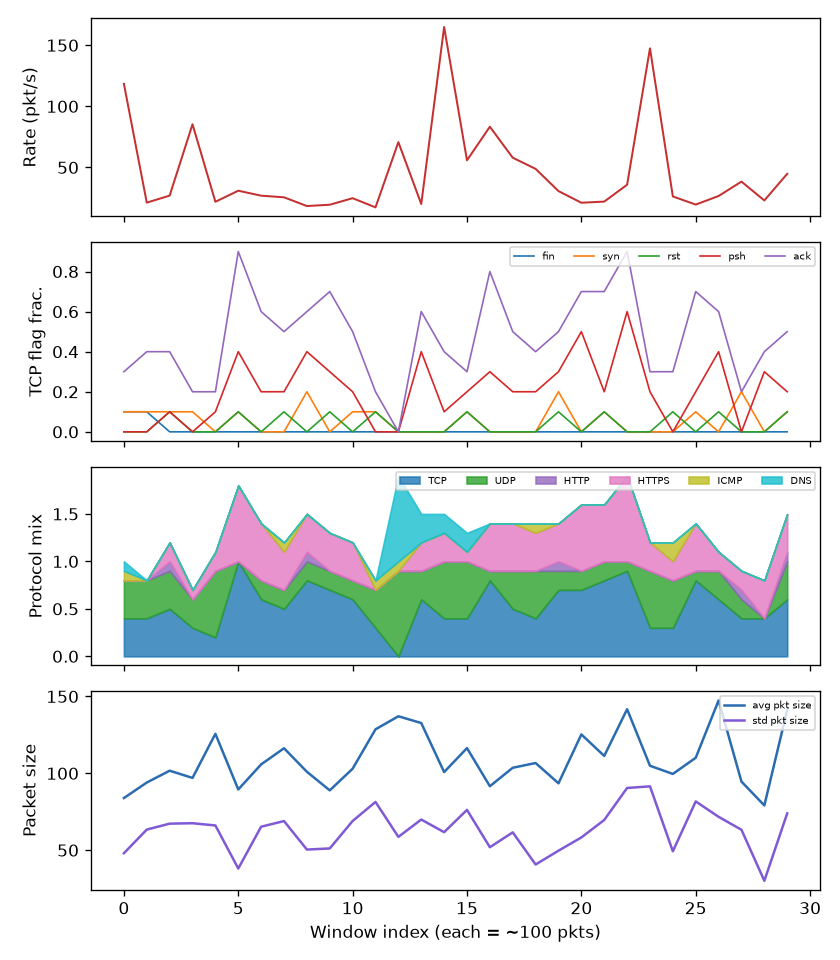 Rate (pkt/s)
150
100
50
TCP flag frac.
0.8
0.6
0.4
0.2
0.0
fin syn rst psh ack
Protocol mix
1.5
1.0
0.5
0.0
TCP UDP HTTP HTTPS ICMP DNS
Packet size
150
100
50
avg pkt size
std pkt size
0 5 10 15 20 25 30
Window index (each = ~100 pkts)